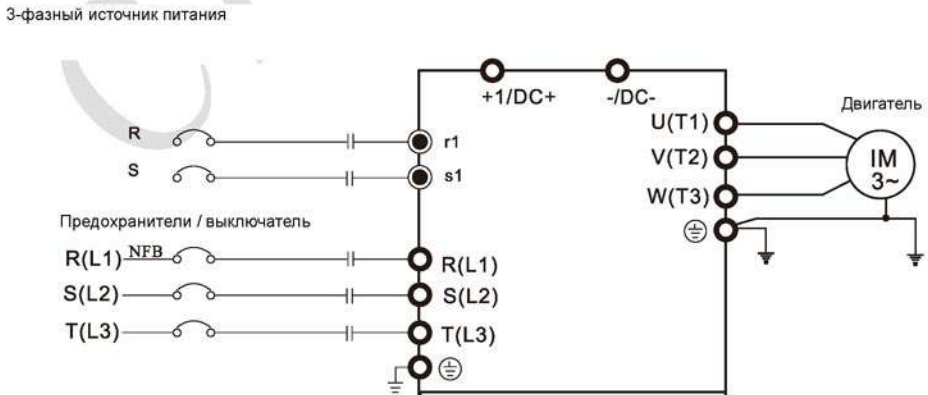 3-фазный источник питания
+1/DC+ -/DC-
Двигатель
R r1 U(T1)
S s1 V(T2) IM
3~
W(T3)
Предохранители / выключатель
R(L1) NFB R(L1)
S(L2) S(L2)
T(L3) T(L3)